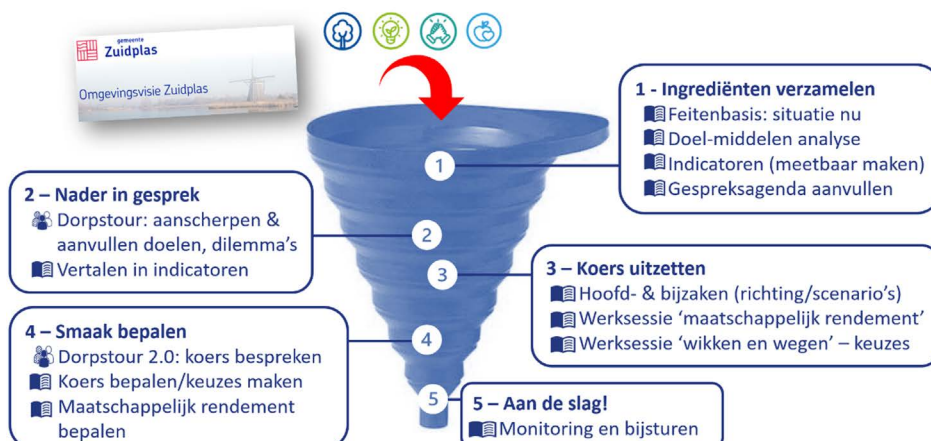 gemeente
Zuidplas
Omgevingsvisie Zuidplas
1 - Ingrediënten verzamelen
Feitenbasis: situatie nu
Doel-middelen analyse
Indicatoren (meetbaar maken)
Gespreksagenda aanvullen
1
2 – Nader in gesprek
Dorpstour: aanscherpen &
aanvullen doelen, dilemma's
Vertalen in indicatoren
2
3
3 – Koers uitzetten
Hoofd- & bijzaken (richting/scenario's)
Werksessie 'maatschappelijk rendement'
Werksessie 'wikken en wegen' – keuzes
4 – Smaak bepalen
Dorpstour 2.0: koers bespreken
Koers bepalen/keuzes maken
Maatschappelijk rendement
bepalen
4
5
5 – Aan de slag!
Monitoring en bijsturen